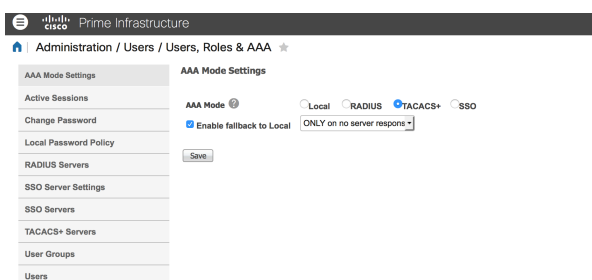 cisco Prime Infrastructure
Administration / Users / Users, Roles & AAA
AAA Mode Settings
Active Sessions
Change Password
Local Password Policy
RADIUS Servers
SSO Server Settings
SSO Servers
TACACS+ Servers
User Groups
Users
AAA Mode Settings
AAA Mode ? Local RADIUS TACACS+ SSO
Enable fallback to Local ONLY on no server respons
Save